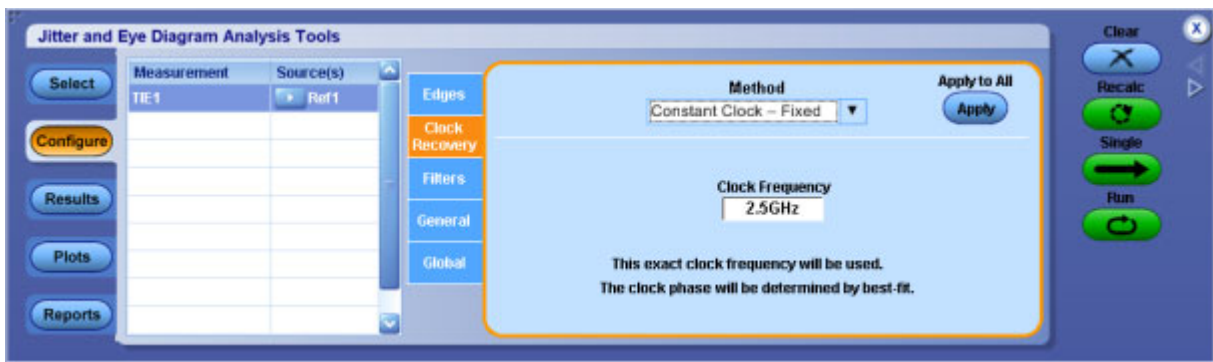 Jitter and Eye Diagram Analysis Tools
Clear
X
Select
Measurement Source(s)
TIE1 Ref1
Edges
Method
Apply to All
Constant Clock – Fixed
Apply
Recalc
Configure
Clock
Recovery
Single
Filters
Clock Frequency
2.5GHz
Results
General
Run
Plots
Global
This exact clock frequency will be used.
The clock phase will be determined by best-fit.
Reports